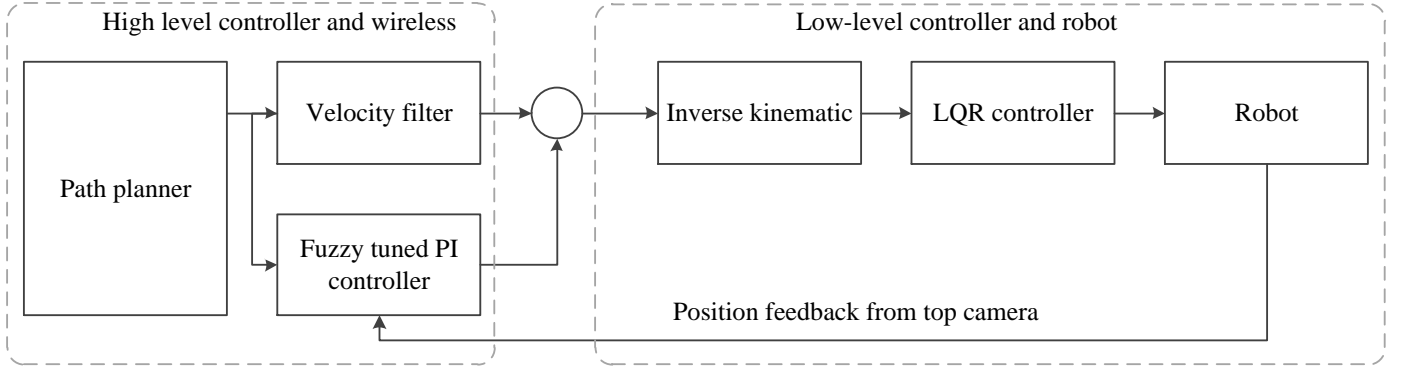 High level controller and wireless
Low-level controller and robot
Path planner
Velocity filter
Inverse kinematic
LQR controller
Robot
Fuzzy tuned PI
controller
Position feedback from top camera